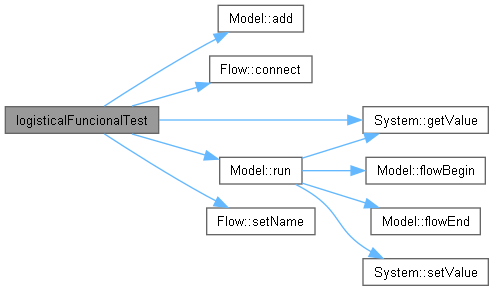 Model::add
Flow::connect
logisticalFuncionalTest
System::getValue
Model::run
Model::flowBegin
Flow::setName
Model::flowEnd
System::setValue